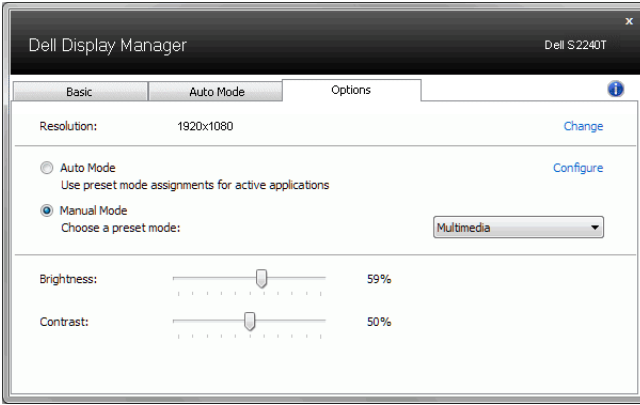 x
Dell Display Manager
Dell S2240T
Basic
Auto Mode
Options
i
Resolution:
1920x1080
Change
Auto Mode
Configure
Use preset mode assignments for active applications
Manual Mode
Choose a preset mode:
Multimedia
Brightness:
59%
Contrast:
50%